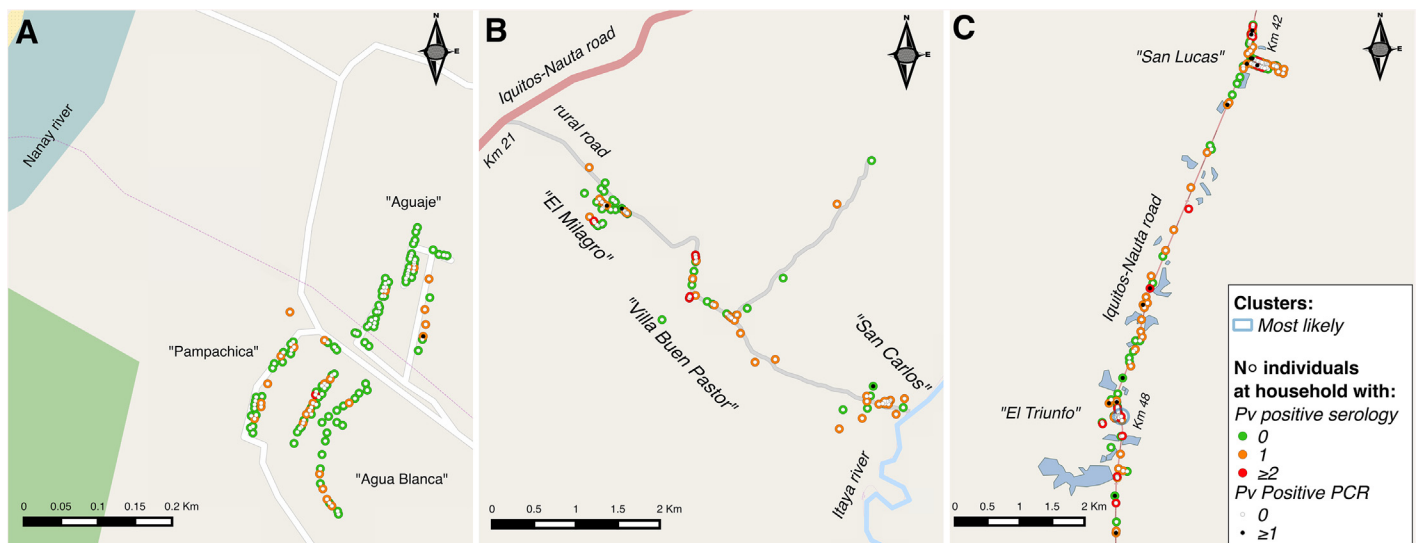 A
N
E
Nanay river
"Aguaje"
"Pampachica"
"Agua Blanca"
0 0.05 0.1 0.15 0.2 Km
B
N
E
Iquitos-Nauta road
Km 21
rural road
"El Milagro"
"Villa Buen Pastor"
"San Carlos"
Itaya river
0 0.5 1 1.5 2 Km
C
N
E
Km 42
"San Lucas"
Iquitos-Nauta road
"El Triunfo"
Km 48
0 0.5 1 1.5 2 Km
Clusters:
Most likely
No individuals
at household with:
Pv positive serology
0
1
≥2
Pv Positive PCR
0
≥1